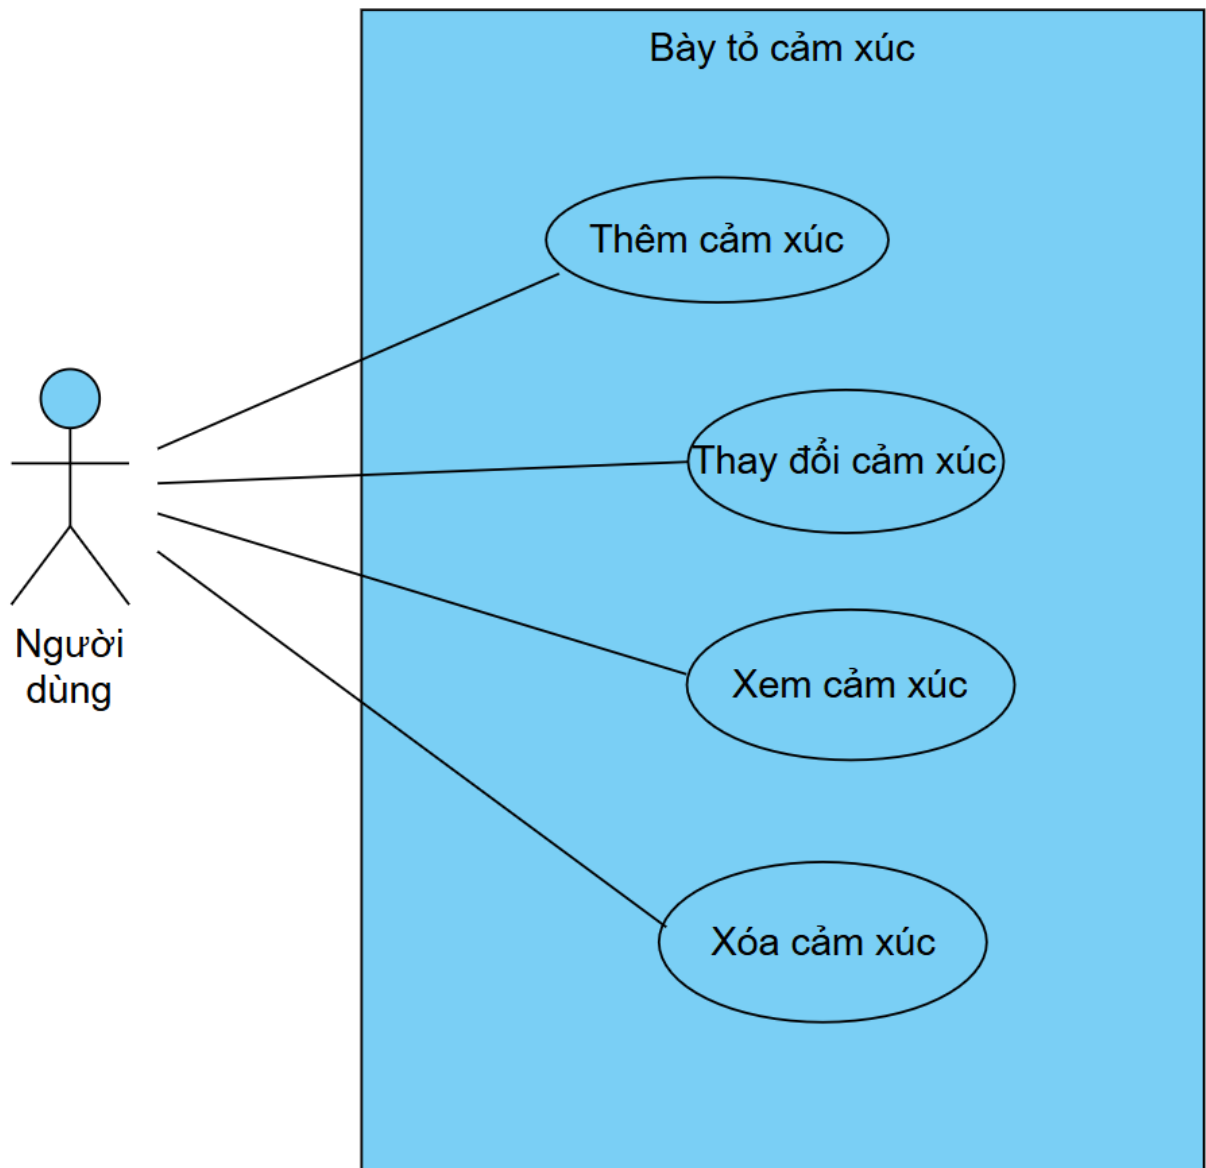 Bày tỏ cảm xúc
Thêm cảm xúc
Thay đổi cảm xúc
Người
dùng
Xem cảm xúc
Xóa cảm xúc